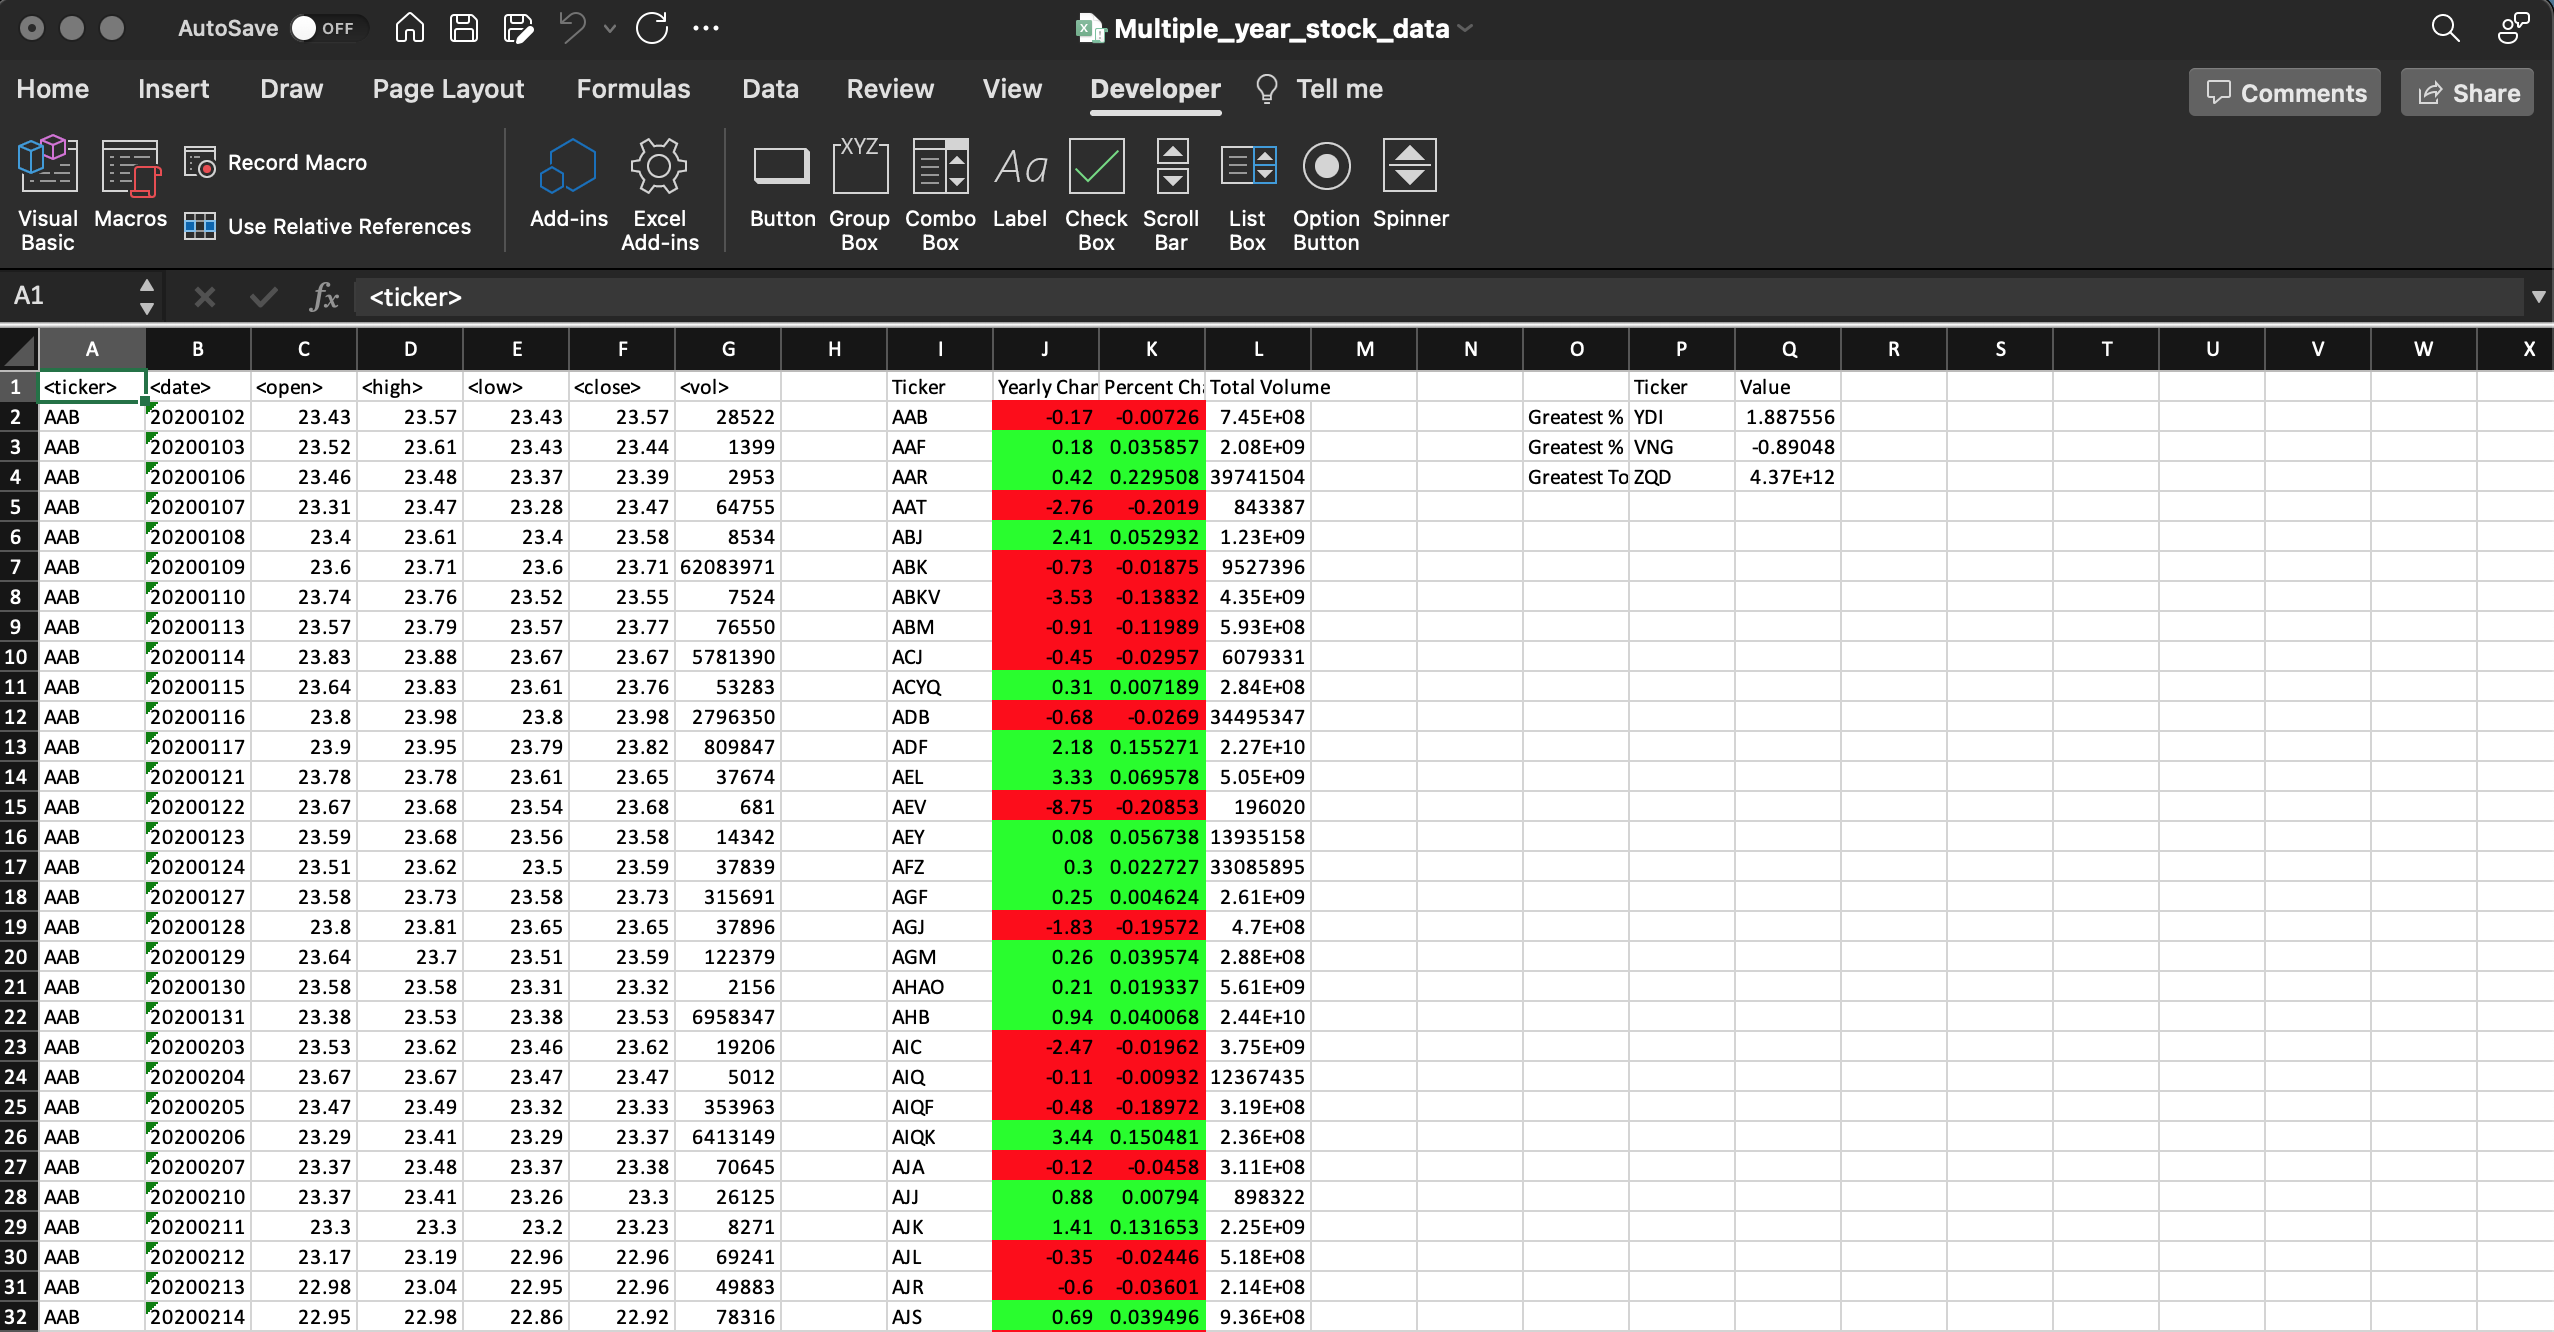 AutoSave OFF Multiple_year_stock_data
Home Insert Draw Page Layout Formulas Data Review View Developer Tell me Comments Share
Visual Basic Macros Record Macro Use Relative References Add-ins Excel Add-ins Button XYZ Group Box Combo Box Aa Label Check Box Scroll Bar List Box Option Button Spinner
A1 fx <ticker>
A B C D E F G H I J K L M N O P Q R S T U V W X
1 <ticker> <date> <open> <high> <low> <close> <vol> Ticker Yearly Char Percent Ch Total Volume Ticker Value
2 AAB 20200102 23.43 23.57 23.43 23.57 28522 AAB -0.17 -0.00726 7.45E+08 Greatest % YDI 1.887556
3 AAB 20200103 23.52 23.61 23.43 23.44 1399 AAF 0.18 0.035857 2.08E+09 Greatest % VNG -0.89048
4 AAB 20200106 23.46 23.48 23.37 23.39 2953 AAR 0.42 0.229508 39741504 Greatest To ZQD 4.37E+12
5 AAB 20200107 23.31 23.47 23.28 23.47 64755 AAT -2.76 -0.2019 843387
6 AAB 20200108 23.4 23.61 23.4 23.58 8534 ABJ 2.41 0.052932 1.23E+09
7 AAB 20200109 23.6 23.71 23.6 23.71 62083971 ABK -0.73 -0.01875 9527396
8 AAB 20200110 23.74 23.76 23.52 23.55 7524 ABKV -3.53 -0.13832 4.35E+09
9 AAB 20200113 23.57 23.79 23.57 23.77 76550 ABM -0.91 -0.11989 5.93E+08
10 AAB 20200114 23.83 23.88 23.67 23.67 5781390 ACJ -0.45 -0.02957 6079331
11 AAB 20200115 23.64 23.83 23.61 23.76 53283 ACYQ 0.31 0.007189 2.84E+08
12 AAB 20200116 23.8 23.98 23.8 23.98 2796350 ADB -0.68 -0.0269 34495347
13 AAB 20200117 23.9 23.95 23.79 23.82 809847 ADF 2.18 0.155271 2.27E+10
14 AAB 20200121 23.78 23.78 23.61 23.65 37674 AEL 3.33 0.069578 5.05E+09
15 AAB 20200122 23.67 23.68 23.54 23.68 681 AEV -8.75 -0.20853 196020
16 AAB 20200123 23.59 23.68 23.56 23.58 14342 AEY 0.08 0.056738 13935158
17 AAB 20200124 23.51 23.62 23.5 23.59 37839 AFZ 0.3 0.022727 33085895
18 AAB 20200127 23.58 23.73 23.58 23.73 315691 AGF 0.25 0.004624 2.61E+09
19 AAB 20200128 23.8 23.81 23.65 23.65 37896 AGJ -1.83 -0.19572 4.7E+08
20 AAB 20200129 23.64 23.7 23.51 23.59 122379 AGM 0.26 0.039574 2.88E+08
21 AAB 20200130 23.58 23.58 23.31 23.32 2156 AHAO 0.21 0.019337 5.61E+09
22 AAB 20200131 23.38 23.53 23.38 23.53 6958347 AHB 0.94 0.040068 2.44E+10
23 AAB 20200203 23.53 23.62 23.46 23.62 19206 AIC -2.47 -0.01962 3.75E+09
24 AAB 20200204 23.67 23.67 23.47 23.47 5012 AIQ -0.11 -0.00932 12367435
25 AAB 20200205 23.47 23.49 23.32 23.33 353963 AIQF -0.48 -0.18972 3.19E+08
26 AAB 20200206 23.29 23.41 23.29 23.37 6413149 AIQK 3.44 0.150481 2.36E+08
27 AAB 20200207 23.37 23.48 23.37 23.38 70645 AJA -0.12 -0.0458 3.11E+08
28 AAB 20200210 23.37 23.41 23.26 23.3 26125 AJJ 0.88 0.00794 898322
29 AAB 20200211 23.3 23.3 23.2 23.23 8271 AJK 1.41 0.131653 2.25E+09
30 AAB 20200212 23.17 23.19 22.96 22.96 69241 AJL -0.35 -0.02446 5.18E+08
31 AAB 20200213 22.98 23.04 22.95 22.96 49883 AJR -0.6 -0.03601 2.14E+08
32 AAB 20200214 22.95 22.98 22.86 22.92 78316 AJS 0.69 0.039496 9.36E+08